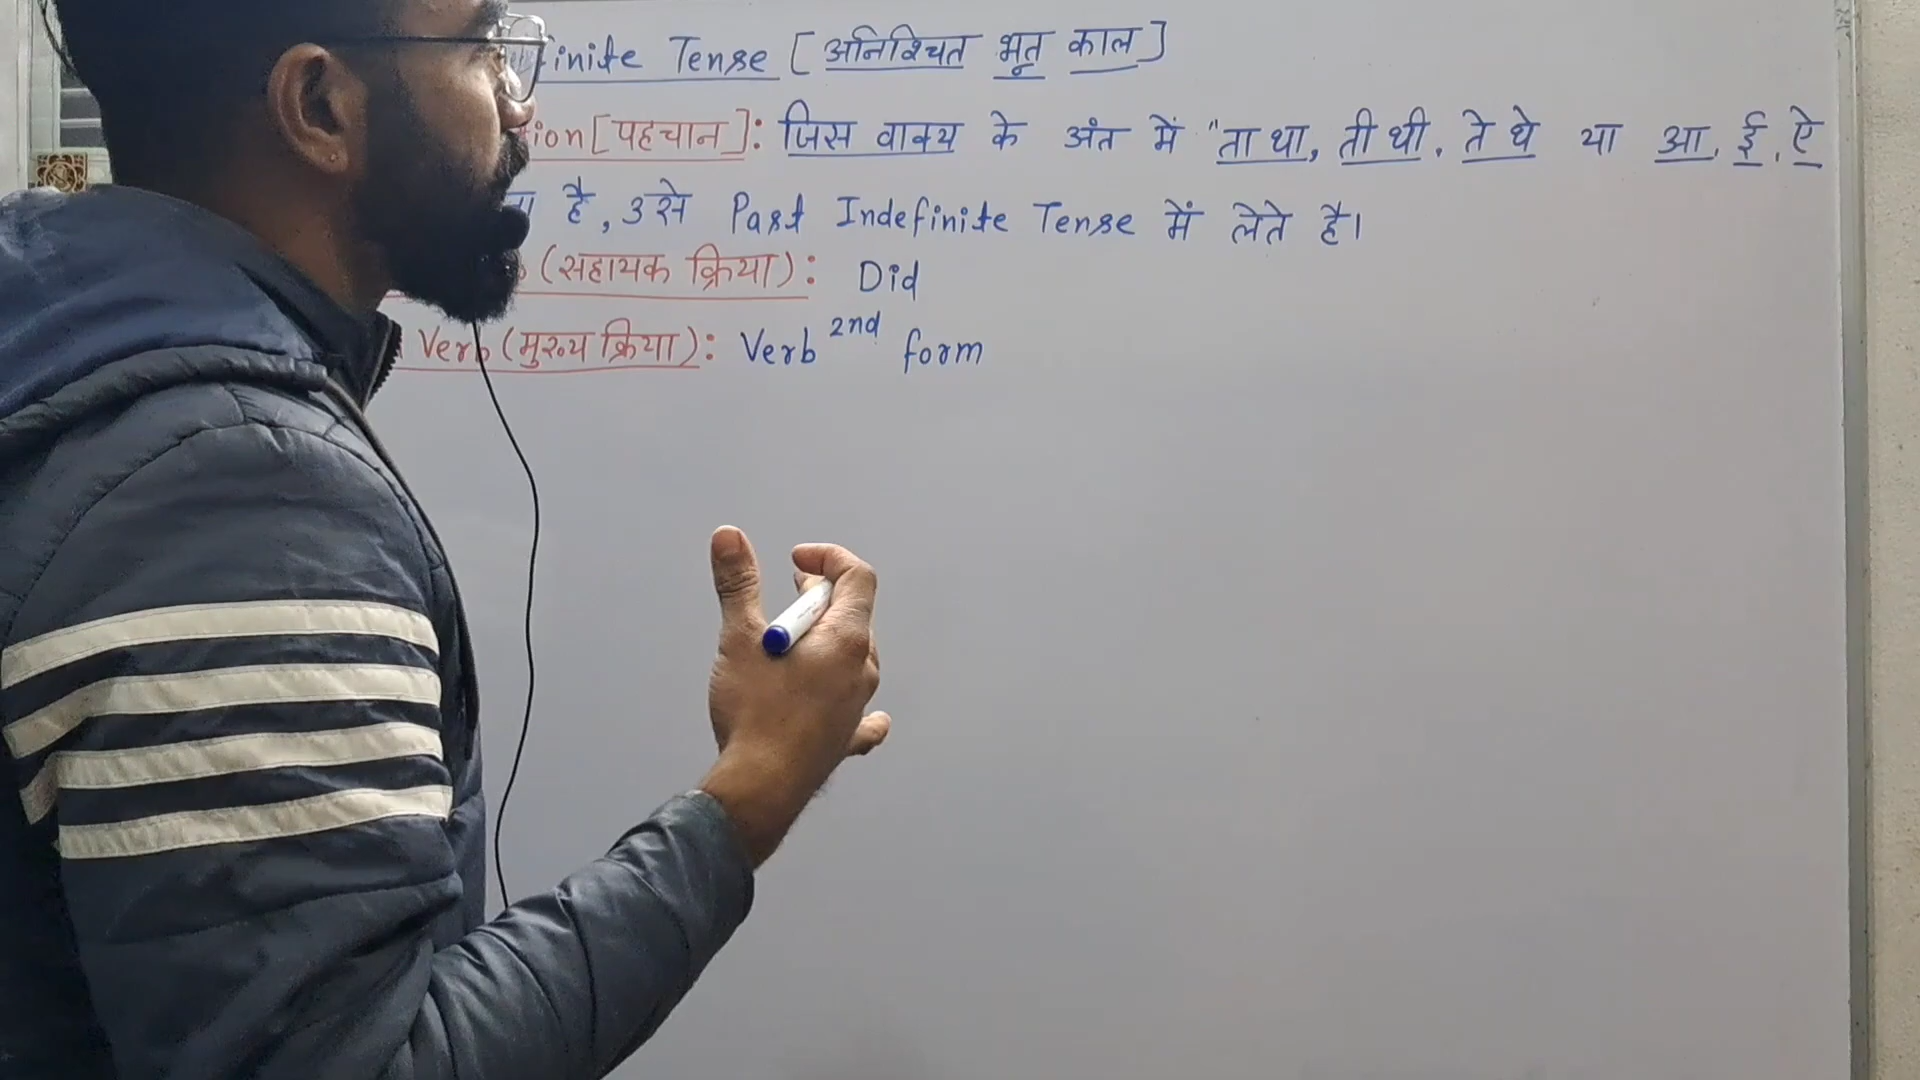 finite Tense [अनिश्चित भूत काल]
tion[पहचान]: जिस वाक्य के अंत में "ता था, ती थी, ते थे या आ, ई, ऐ
है, उसे Past Indefinite Tense में लेते है।
(सहायक क्रिया): Did
Verb (मुख्य क्रिया): Verb 2nd form